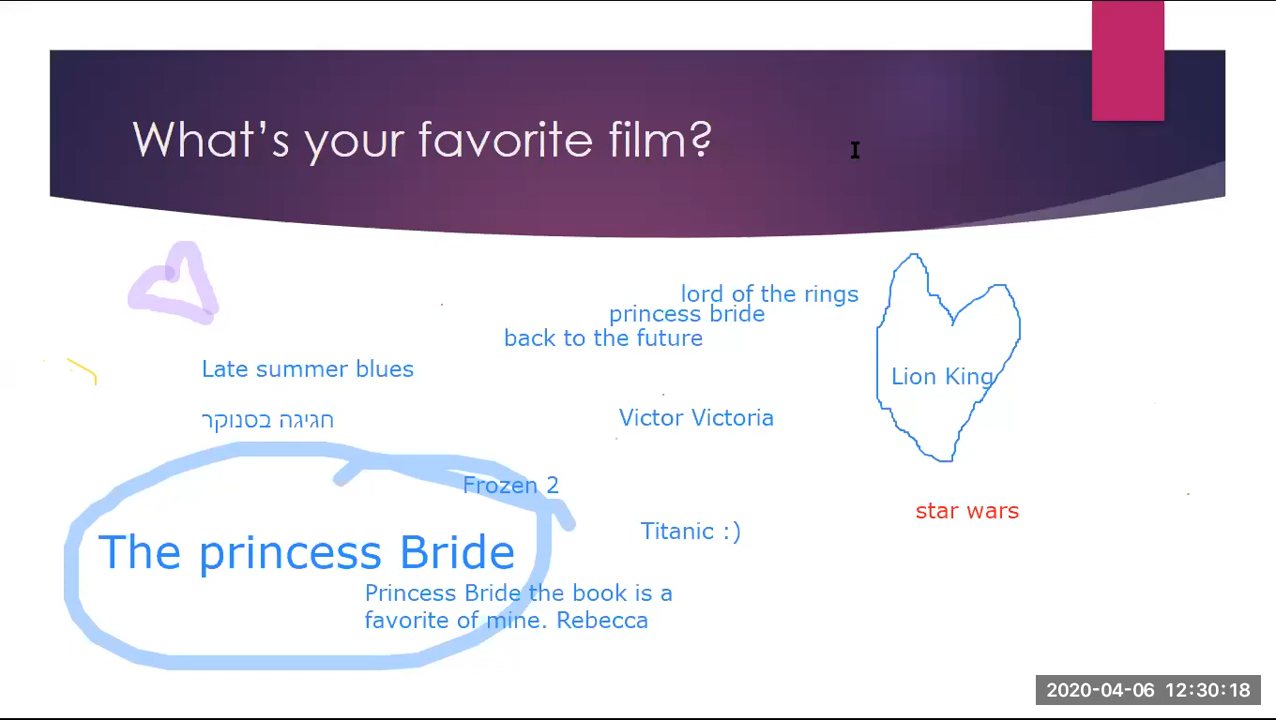 What's your favorite film?
lord of the rings
princess bride
back to the future
Late summer blues
Lion King
חגיגה בסנוקר
Victor Victoria
Frozen 2
star wars
Titanic :)
The princess Bride
Princess Bride the book is a
favorite of mine. Rebecca
2020-04-06 12:30:18